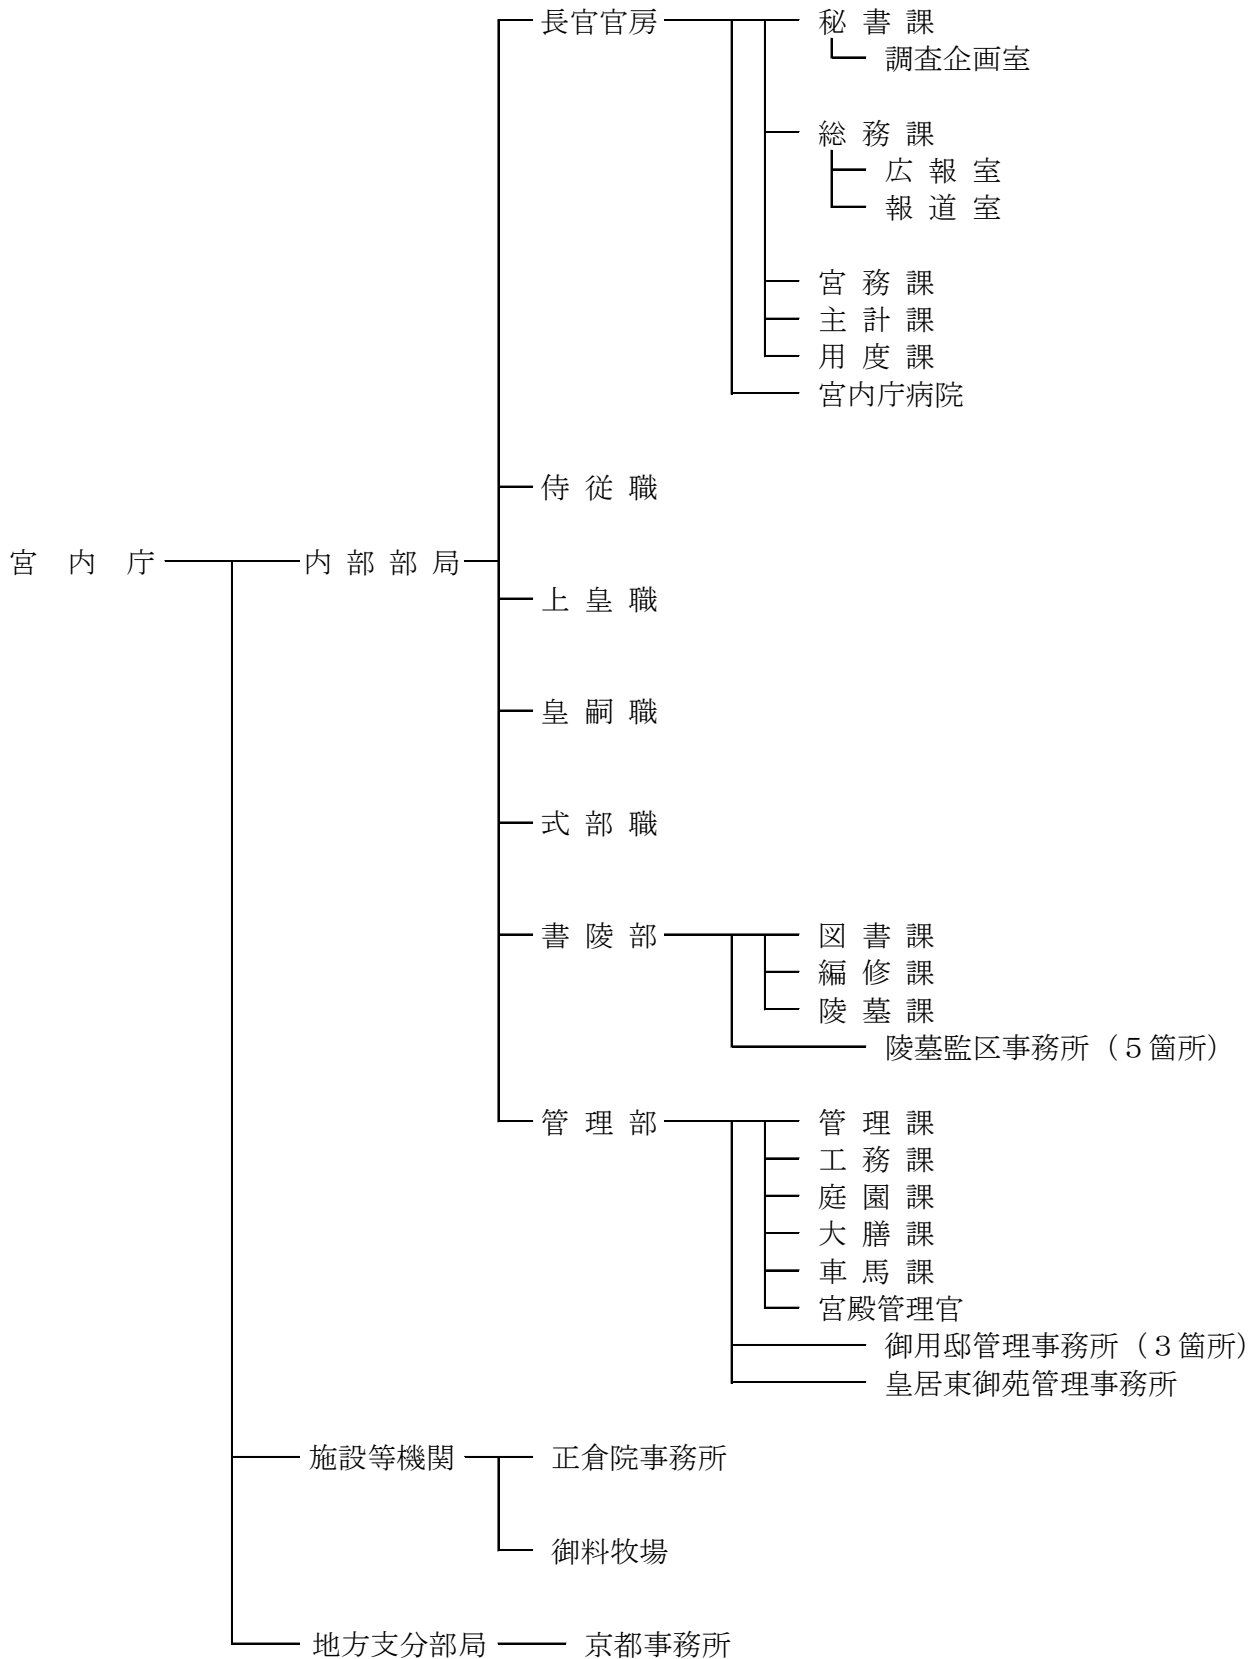 長官官房
秘書課
調査企画室
総務課
広報室
報道室
宮務課
主計課
用度課
宮内庁病院
侍従職
宮内庁
内部部局
上皇職
皇嗣職
式部職
書陵部
図書課
編修課
陵墓課
陵墓監区事務所（５箇所）
管理部
管理課
工務課
庭園課
大膳課
車馬課
宮殿管理官
御用邸管理事務所（３箇所）
皇居東御苑管理事務所
施設等機関
正倉院事務所
御料牧場
地方支分部局
京都事務所